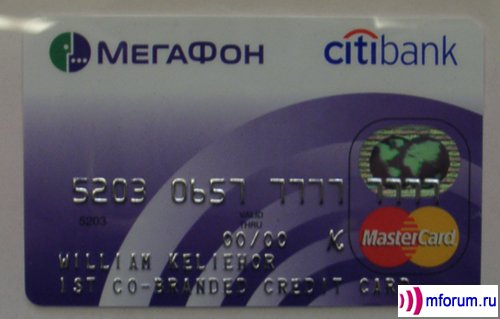 МегаФон citibank
5203 0657 7777 7777
5203
VALID
THRU
00/00
WILLIAM KELIEHOR
1ST CO-BRANDED CREDIT CARD
MasterCard
mforum.ru